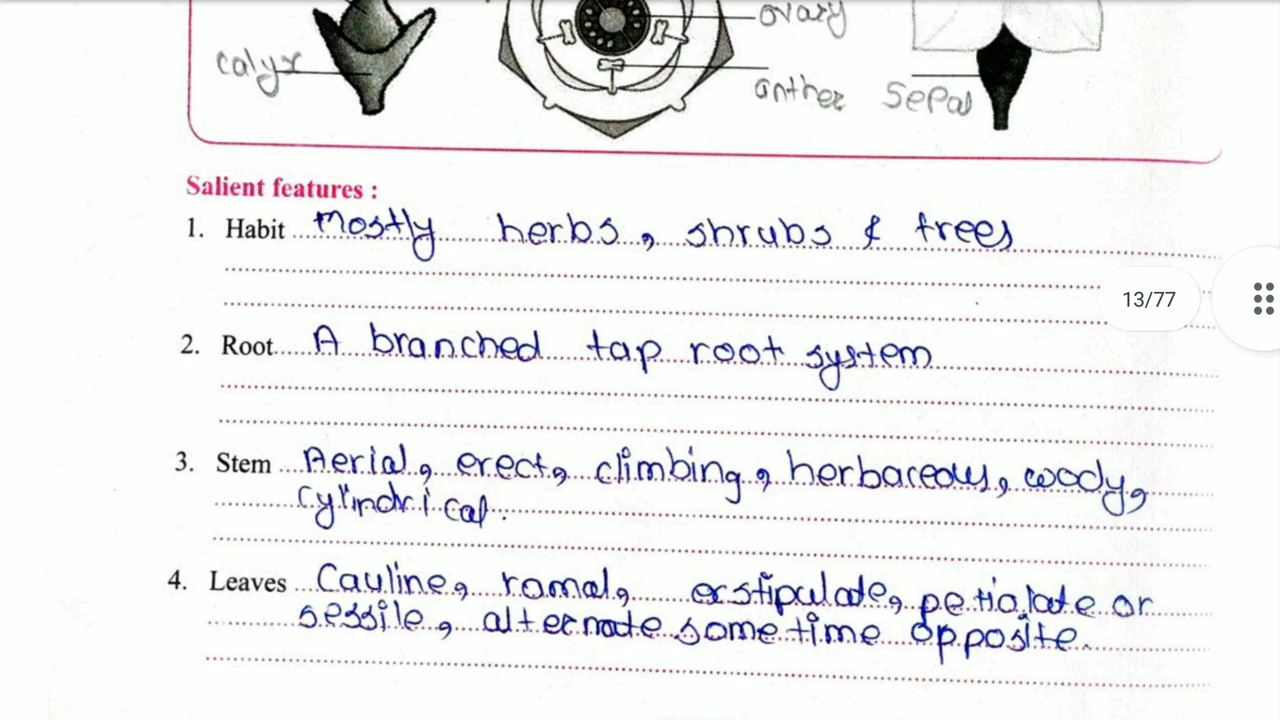 ovary
calyx
anther
sepal
Salient features :
1. Habit mostly herbs, shrubs & trees
13/77
2. Root A branched tap root system
3. Stem Aerial, erect, climbing, herbaceous, woody,
cylindrical.
4. Leaves Cauline, ramal, exstipulate, petiolate or
sessile, alternate sometime opposite.